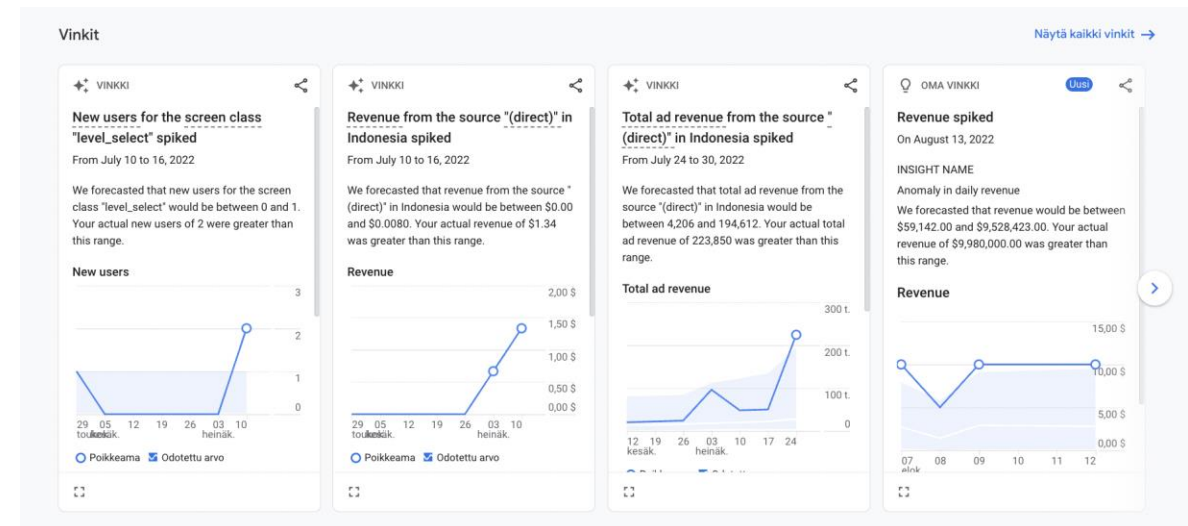 Vinkit
Näytä kaikki vinkit →
VINKKI
New users for the screen class
"level_select" spiked
From July 10 to 16, 2022
We forecasted that new users for the screen
class "level_select" would be between 0 and 1.
Your actual new users of 2 were greater than
this range.
New users
3
2
1
0
29 05 12 19 26 03 10
heinäk.
Poikkeama Odotettu arvo
VINKKI
Revenue from the source "(direct)" in
Indonesia spiked
From July 10 to 16, 2022
We forecasted that revenue from the source "
(direct)" in Indonesia would be between $0.00
and $0.0080. Your actual revenue of $1.34
was greater than this range.
Revenue
2,00 $
1,50 $
1,00 $
0,50 $
0,00 $
29 05 12 19 26 03 10
heinäk.
Poikkeama Odotettu arvo
VINKKI
Total ad revenue from the source "
(direct)" in Indonesia spiked
From July 24 to 30, 2022
We forecasted that total ad revenue from the
source "(direct)" in Indonesia would be
between 4,206 and 194,612. Your actual total
ad revenue of 223,850 was greater than this
range.
Total ad revenue
300 t.
200 t.
100 t.
0
12 19 26 03 10 17 24
kesäk. heinäk.
OMA VINKKI Uusi
Revenue spiked
On August 13, 2022
INSIGHT NAME
Anomaly in daily revenue
We forecasted that revenue would be between
$59,142.00 and $9,528,423.00. Your actual
revenue of $9,980,000.00 was greater than
this range.
Revenue
15,00 $
10,00 $
5,00 $
0,00 $
07 08 09 10 11 12